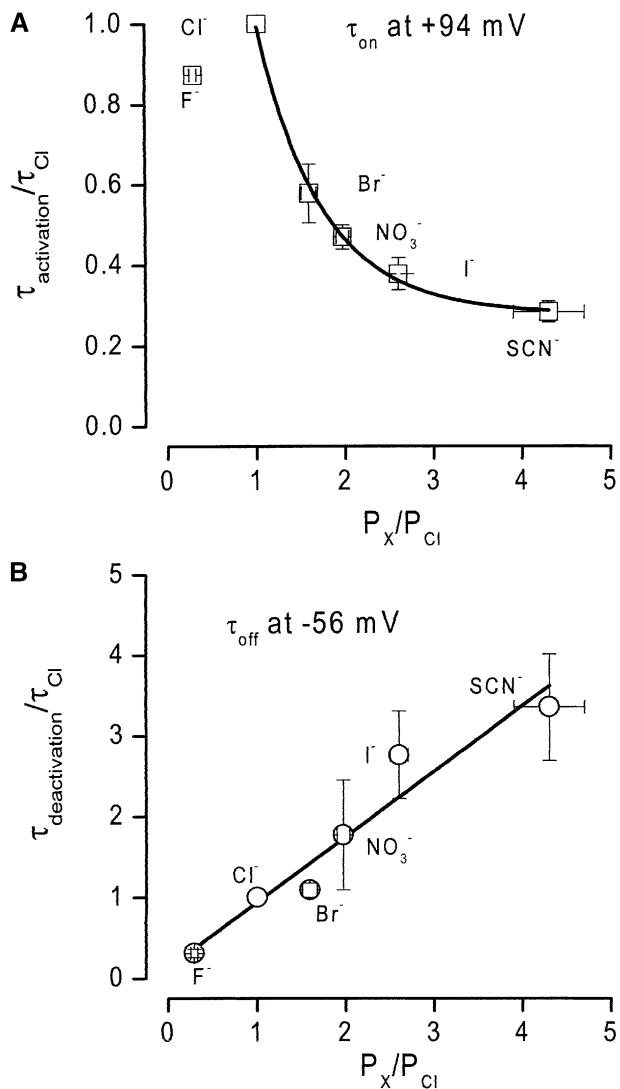 A
τon at +94 mV
Cl-
F-
Br-
NO3-
I-
SCN-
τactivation/τCl
1.0
0.8
0.6
0.4
0.2
0.0
0 1 2 3 4 5
PX/PCl
B
τoff at -56 mV
SCN-
I-
NO3-
Cl-
Br-
F-
τdeactivation/τCl
5
4
3
2
1
0
0 1 2 3 4 5
PX/PCl